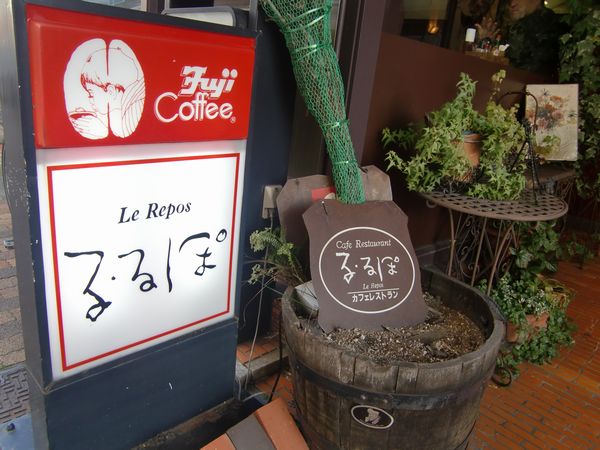 Fuji
Coffee®
Le Repos
る・るぽ
Cafe Restaurant
る・るぽ
Le Repos
カフェレストラン